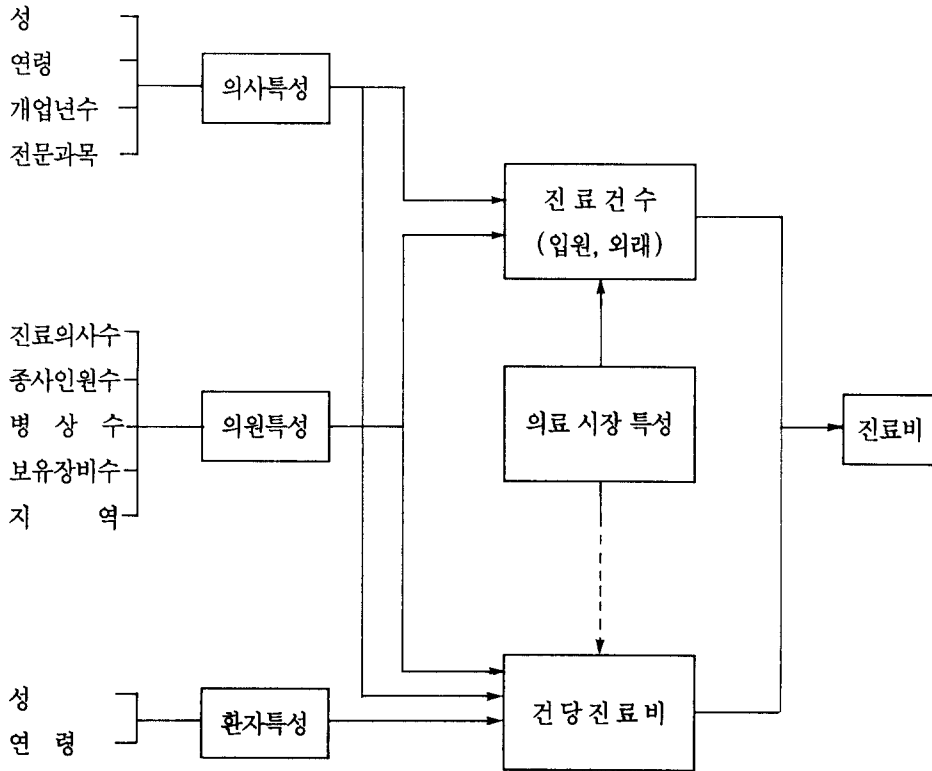 성
연령
개업년수
전문과목
의사특성
진료건수
(입원, 외래)
진료의사수
종사인원수
병상수
보유장비수
지역
의원특성
의료 시장 특성
진료비
성
연령
환자특성
건당진료비